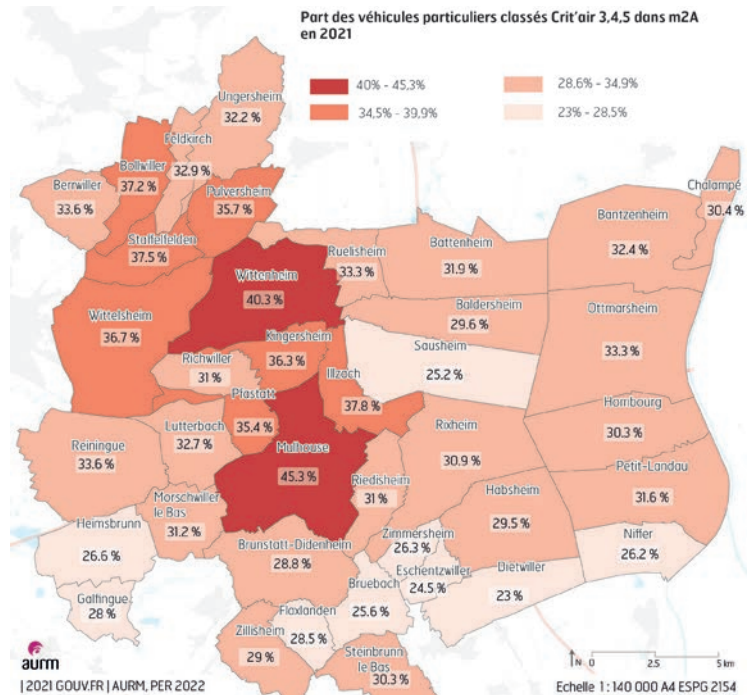 Part des véhicules particuliers classés Crit'air 3,4,5 dans m2A
en 2021
40% - 45,3%
28,6% - 34,9%
34,5% - 39,9%
23% - 28,5%
Ungersheim
32.2 %
Feldkirch
32.9 %
Bollwiller
37.2 %
Berrwiller
33.6 %
Pulversheim
35.7 %
Staffelfelden
37.5 %
Chalampé
30.4 %
Bantzenheim
32.4 %
Battenheim
31.9 %
Ruelisheim
33.3 %
Wittenheim
40.3 %
Wittelsheim
36.7 %
Baldersheim
29.6 %
Ottmarsheim
33.3 %
Sausheim
25.2 %
Kingersheim
36.3 %
Richwiller
31 %
Illzach
37.8 %
Pfastatt
35.4 %
Lutterbach
32.7 %
Reiningue
33.6 %
Mulhouse
45.3 %
Rixheim
30.9 %
Hombourg
30.3 %
Petit-Landau
31.6 %
Riedisheim
31 %
Habsheim
29.5 %
Morschwiller
le Bas
31.2 %
Heimsbrunn
26.6 %
Brunstatt-Didenheim
28.8 %
Zimmersheim
26.3 %
Eschentzwiller
24.5 %
Dietwiller
23 %
Niffer
26.2 %
Galfingue
28 %
Bruebach
25.6 %
Flaxlanden
28.5 %
Zillisheim
29 %
Steinbrunn
le Bas
30.3 %
aurm
| 2021 GOUV.FR | AURM, PER 2022
N 0 2.5 5 km
Echelle 1 : 140 000 A4 ESPG 2154